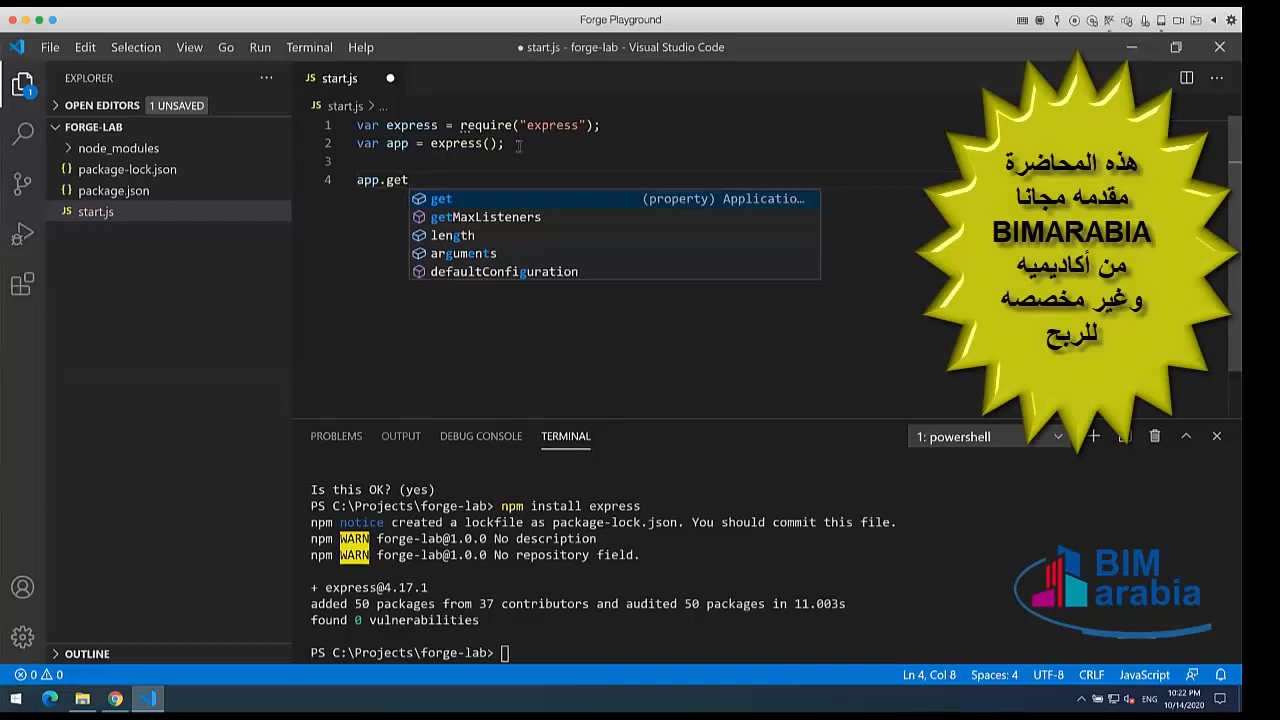 Forge Playground
File Edit Selection View Go Run Terminal Help
● start.js - forge-lab - Visual Studio Code
EXPLORER
OPEN EDITORS 1 UNSAVED
FORGE-LAB
node_modules
{} package-lock.json
{} package.json
JS start.js
1
JS start.js ●
JS start.js > ...
1 var express = require("express");
2 var app = express();
3
4 app.get
get (property) Applicatio...
getMaxListeners
length
arguments
defaultConfiguration
هذه المحاضرة
مقدمه مجانا
BIMARABIA
من أكاديميه
وغير مخصصه
للربح
PROBLEMS OUTPUT DEBUG CONSOLE TERMINAL
1: powershell
Is this OK? (yes)
PS C:\Projects\forge-lab> npm install express
npm notice created a lockfile as package-lock.json. You should commit this file.
npm WARN forge-lab@1.0.0 No description
npm WARN forge-lab@1.0.0 No repository field.
+ express@4.17.1
added 50 packages from 37 contributors and audited 50 packages in 11.003s
found 0 vulnerabilities
PS C:\Projects\forge-lab>
BIM
arabia
OUTLINE
0 0
Ln 4, Col 8 Spaces: 4 UTF-8 CRLF JavaScript
ENG
10:22 PM
10/14/2020